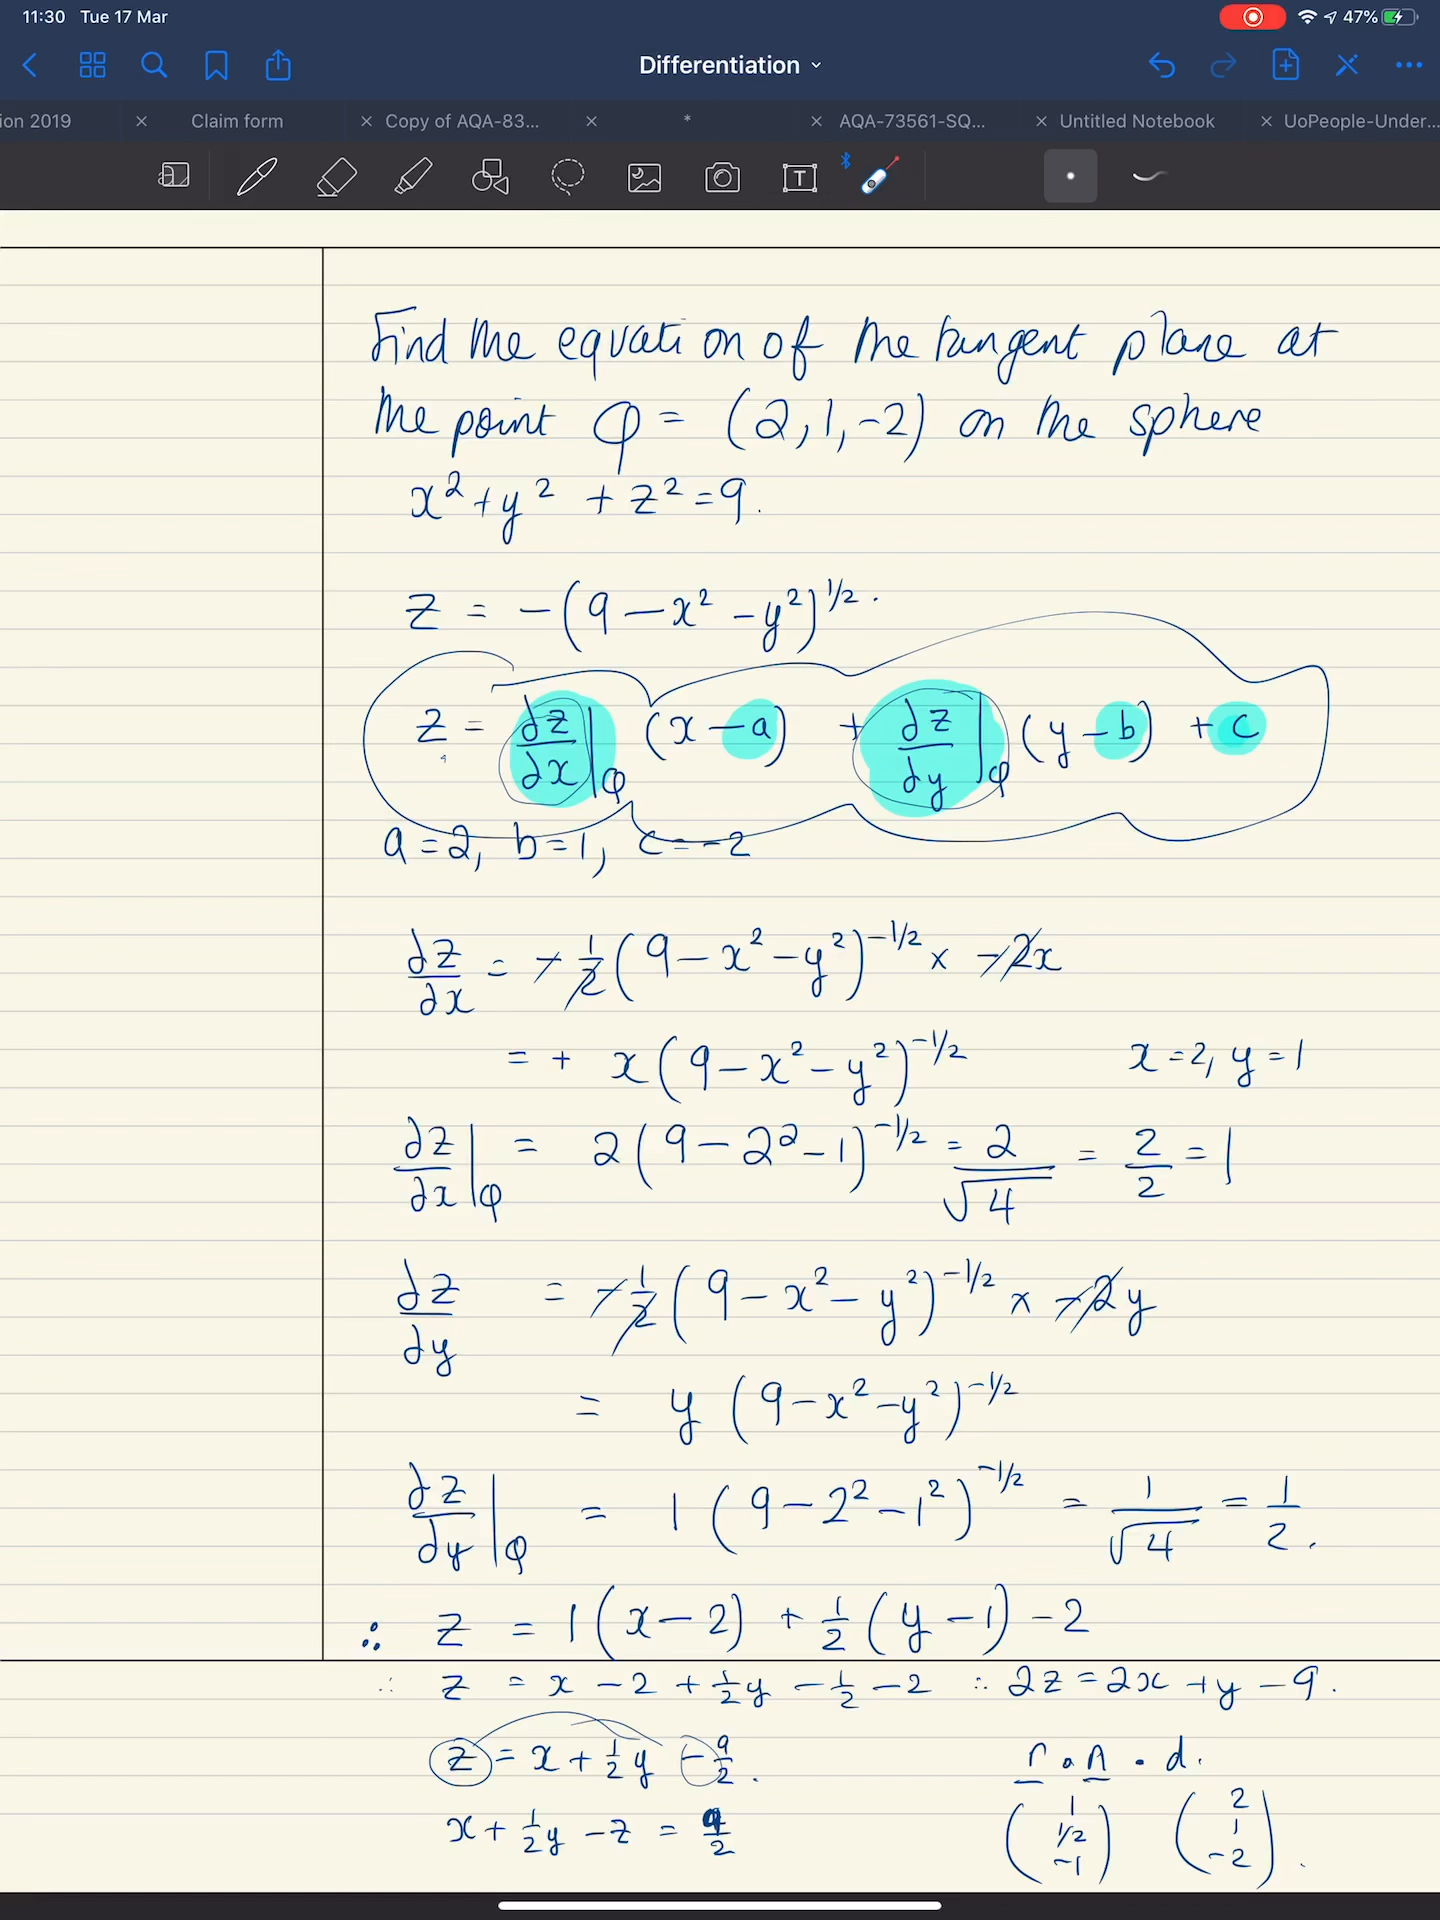 11:30 Tue 17 Mar 47%
Differentiation
ion 2019 × Claim form × Copy of AQA-83... × * × AQA-73561-SQ... × Untitled Notebook × UoPeople-Under...
T
Find the equation of the tangent plane at
the point Q = (2, 1, -2) on the sphere
x² + y² + z² = 9.
z = -(9 - x² - y²)^1/2.
z = ∂z/∂x|Q (x - a) + ∂z/∂y|Q (y - b) + c
a = 2, b = 1, c = -2
∂z/∂x = -1/2 (9 - x² - y²)^-1/2 × -2x
= + x (9 - x² - y²)^-1/2 x = 2, y = 1
∂z/∂x|Q = 2 (9 - 2² - 1)^-1/2 = 2/√4 = 2/2 = 1
∂z/∂y = -1/2 (9 - x² - y²)^-1/2 × -2y
= y (9 - x² - y²)^-1/2
∂z/∂y|Q = 1 (9 - 2² - 1²)^-1/2 = 1/√4 = 1/2.
∴ z = 1(x - 2) + 1/2 (y - 1) - 2
∴ z = x - 2 + 1/2 y - 1/2 - 2 ∴ 2z = 2x + y - 9.
z = x + 1/2 y - 9/2. r . n . d.
x + 1/2 y - z = 9/2 (1 1/2 -1) (2 1 -2).